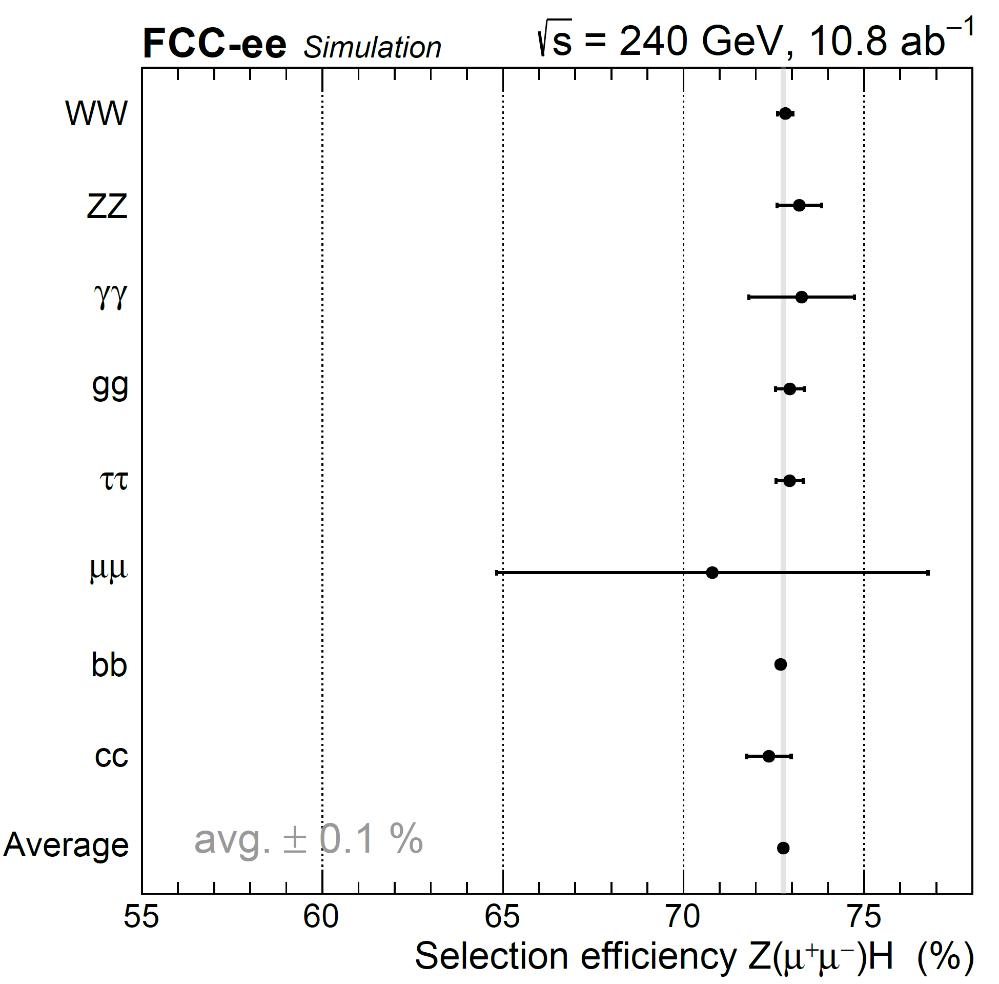 FCC-ee Simulation √s = 240 GeV, 10.8 ab⁻¹
WW
ZZ
γγ
gg
ττ
μμ
bb
cc
Average avg. ± 0.1 %
55 60 65 70 75
Selection efficiency Z(μ⁺μ⁻)H (%)